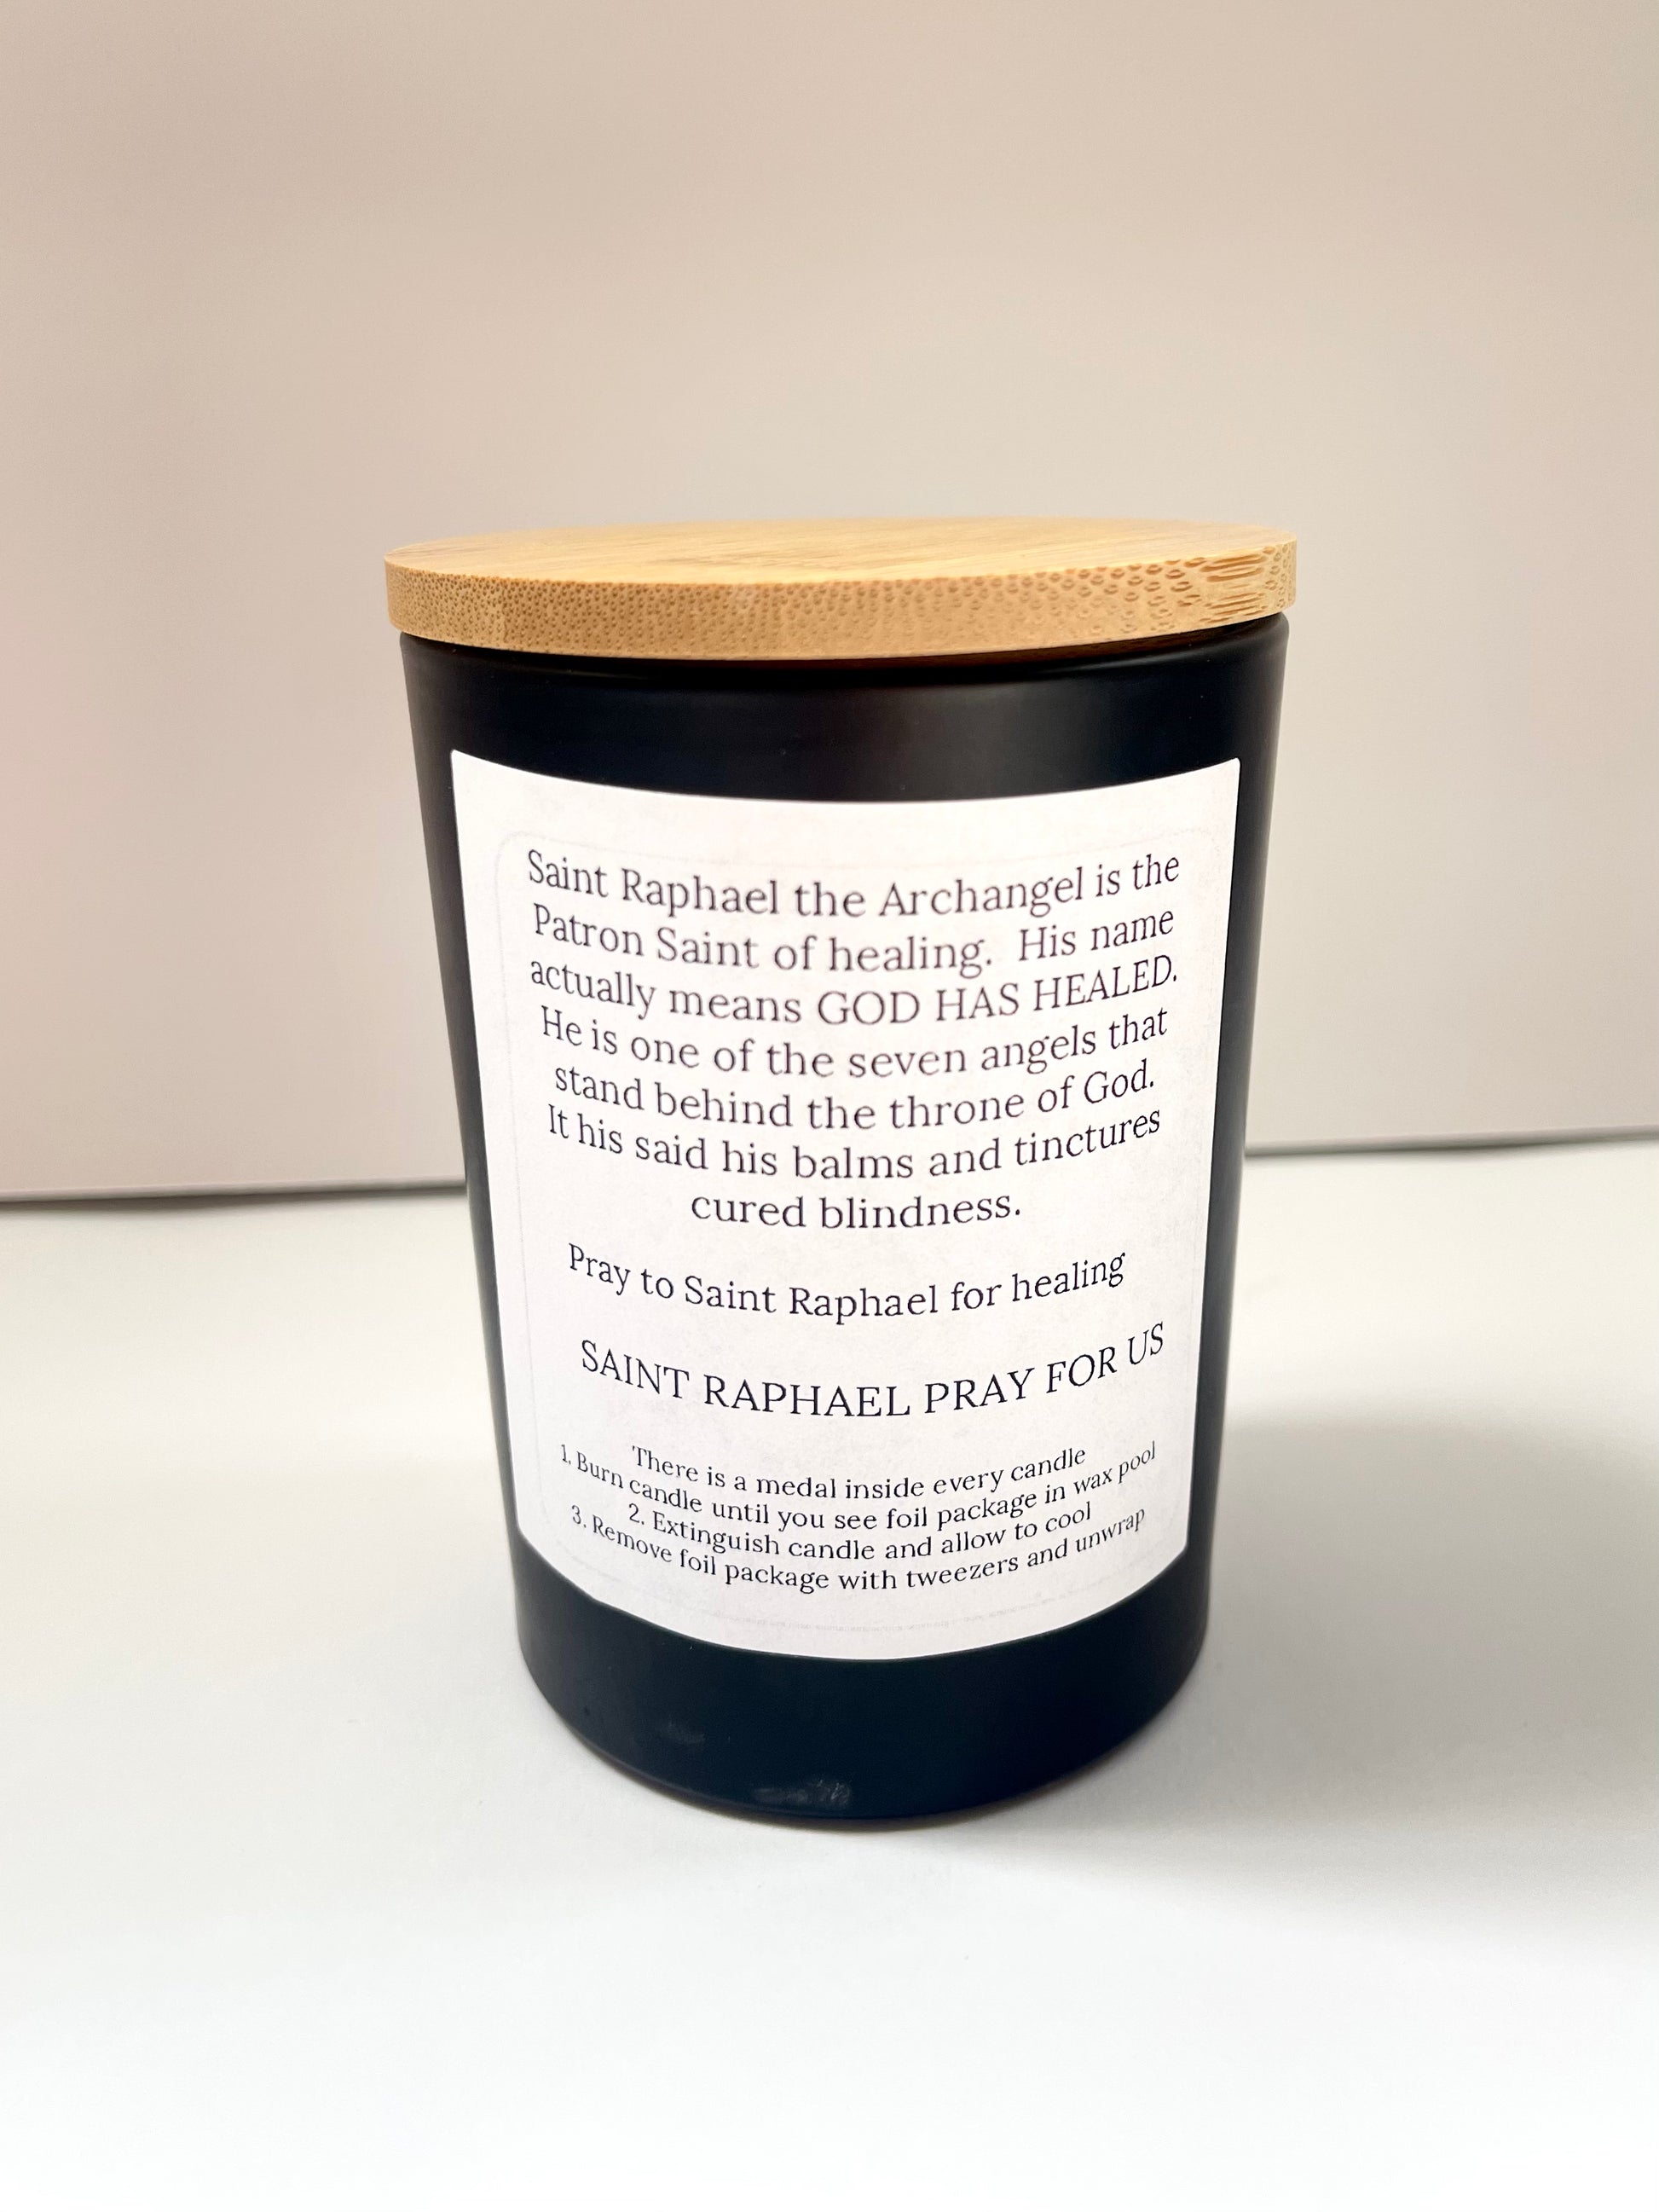 Saint Raphael the Archangel is the
Patron Saint of healing.  His name
actually means GOD HAS HEALED.
He is one of the seven angels that
stand behind the throne of God.
It his said his balms and tinctures
cured blindness.
Pray to Saint Raphael for healing
SAINT RAPHAEL PRAY FOR US
There is a medal inside every candle
1. Burn candle until you see foil package in wax pool
2. Extinguish candle and allow to cool
3. Remove foil package with tweezers and unwrap